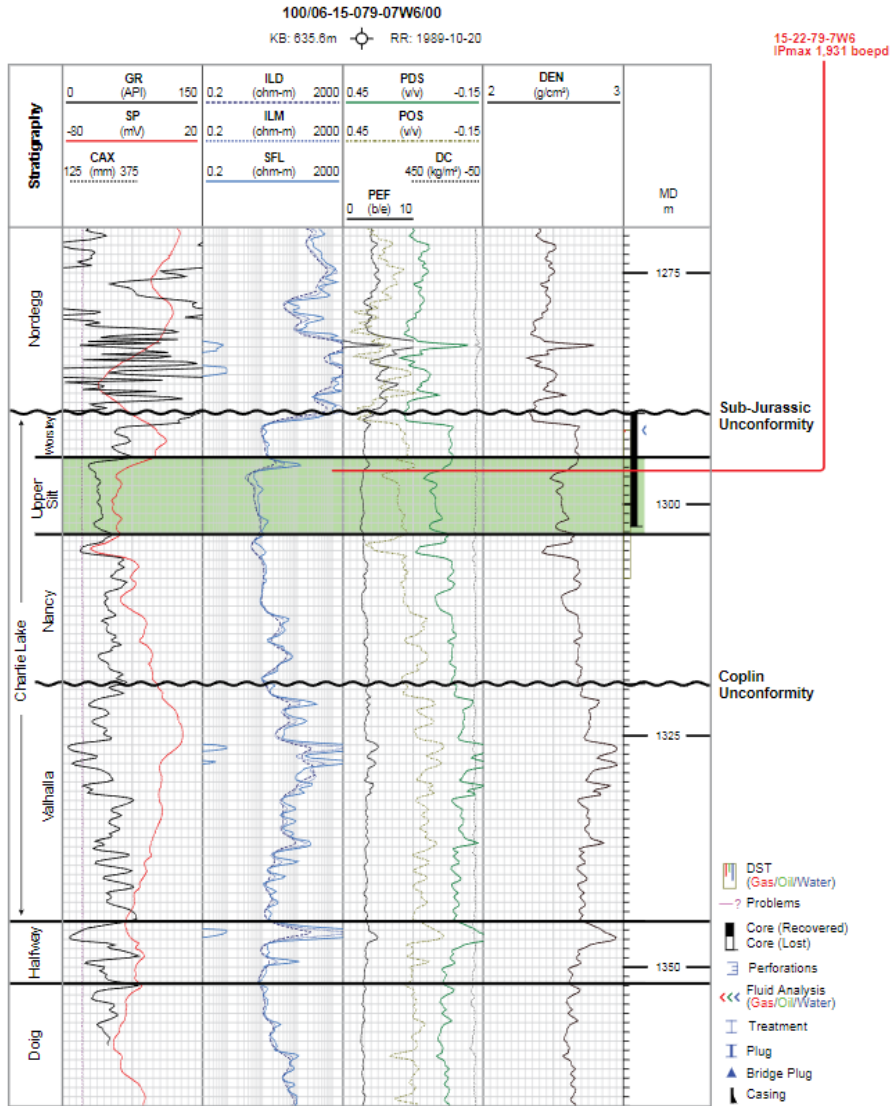 100/06-15-079-07W6/00
KB: 635.6m RR: 1989-10-20
15-22-79-7W6
IPmax 1,931 boepd
Stratigraphy
GR
0 (API) 150
SP
-80 (mV) 20
CAX
125 (mm) 375
ILD
0.2 (ohm-m) 2000
ILM
0.2 (ohm-m) 2000
SFL
0.2 (ohm-m) 2000
PDS
0.45 (v/v) -0.15
POS
0.45 (v/v) -0.15
DC
450 (kg/m³) -50
PEF
0 (b/e) 10
DEN
2 (g/cm³) 3
MD
m
Nordegg
1275
Sub-Jurassic
Unconformity
Worsley
Upper
Silt
1300
Nancy
Charlie Lake
Coplin
Unconformity
1325
Valhalla
Halfway
1350
Doig
DST
(Gas/Oil/Water)
? Problems
Core (Recovered)
Core (Lost)
Perforations
Fluid Analysis
(Gas/Oil/Water)
Treatment
Plug
Bridge Plug
Casing